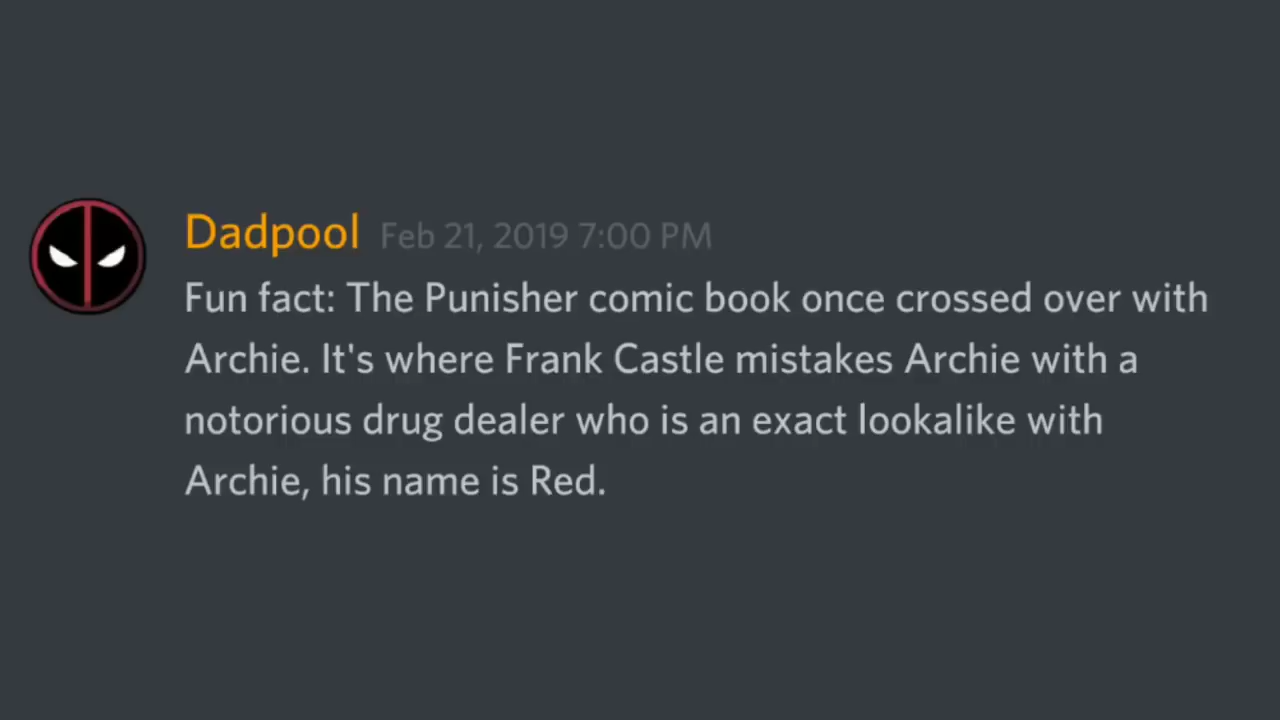 Dadpool Feb 21, 2019 7:00 PM
Fun fact: The Punisher comic book once crossed over with
Archie. It's where Frank Castle mistakes Archie with a
notorious drug dealer who is an exact lookalike with
Archie, his name is Red.